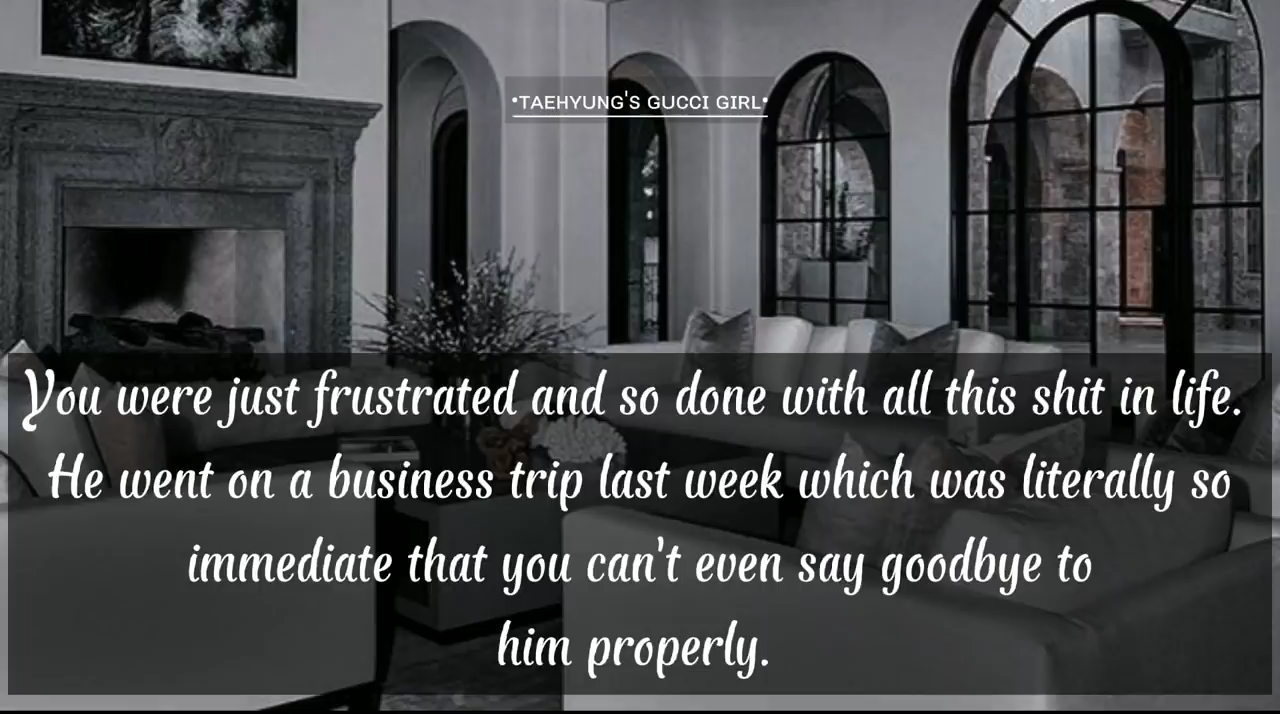 •TAEHYUNG'S GUCCI GIRL•
You were just frustrated and so done with all this shit in life.
He went on a business trip last week which was literally so
immediate that you can't even say goodbye to
him properly.